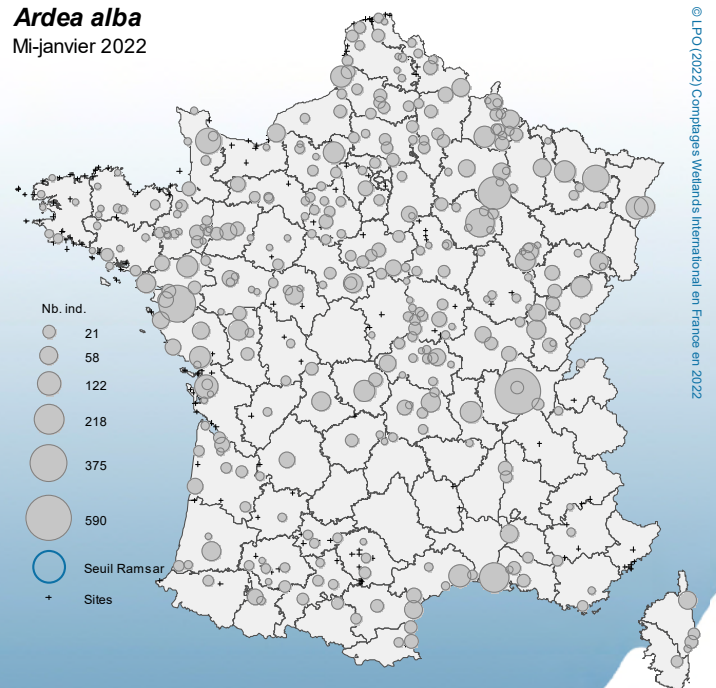 Ardea alba
Mi-janvier 2022
© LPO (2022) Comptages Wetlands International en France en 2022
Nb. ind.
21
58
122
218
375
590
Seuil Ramsar
Sites